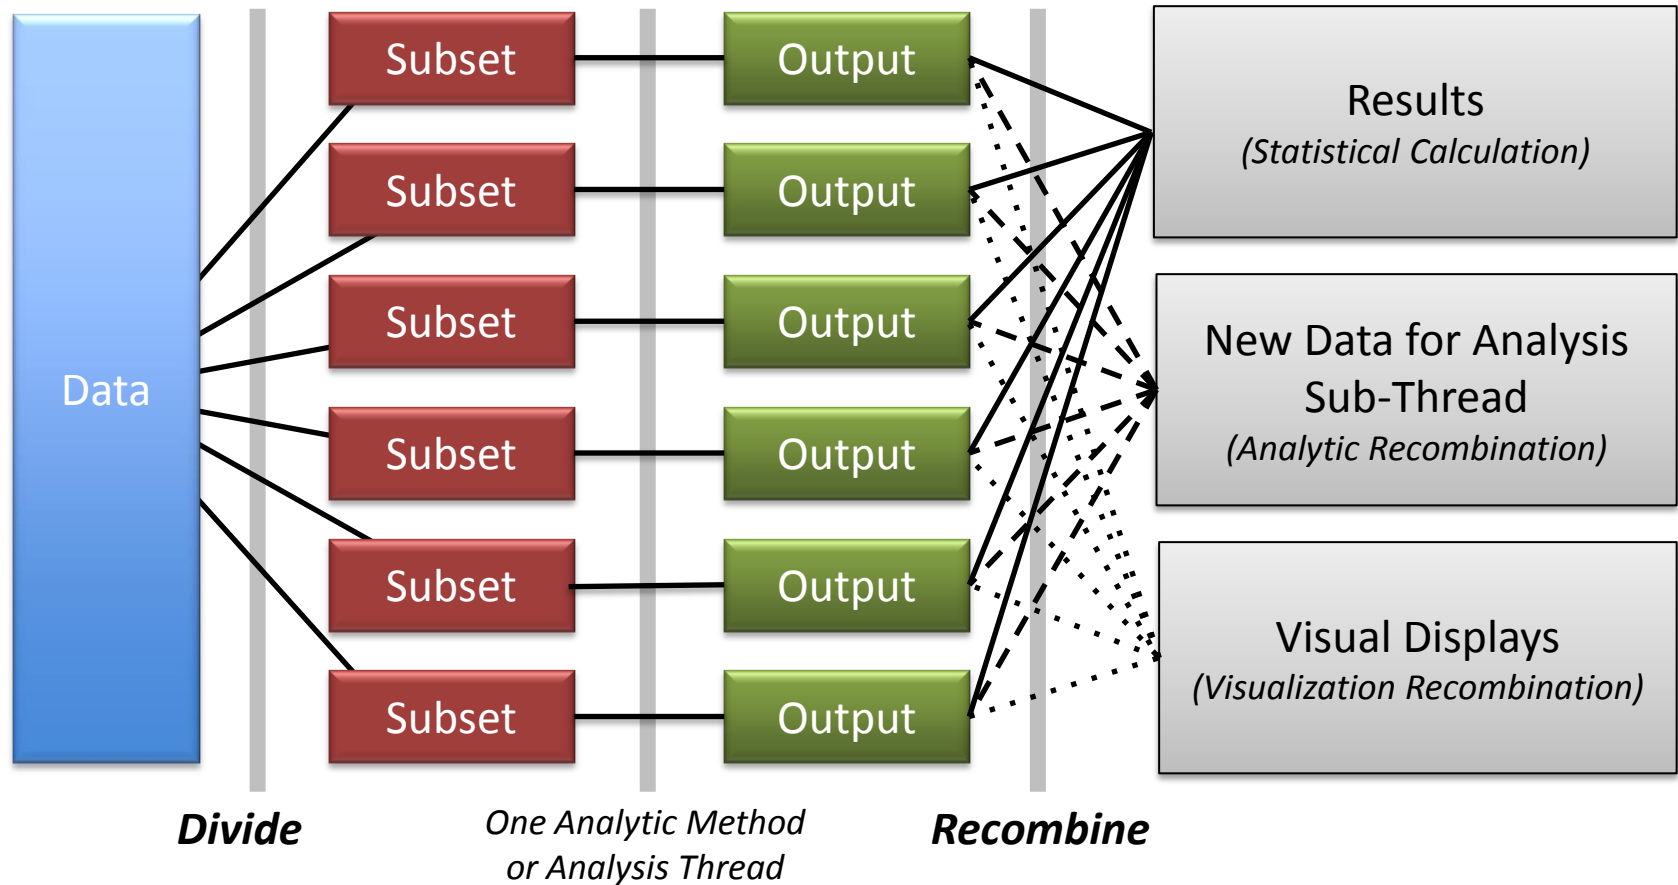 Data
Subset
Subset
Subset
Subset
Subset
Subset
Output
Output
Output
Output
Output
Output
Results
(Statistical Calculation)
New Data for Analysis
Sub-Thread
(Analytic Recombination)
Visual Displays
(Visualization Recombination)
Divide
One Analytic Method
or Analysis Thread
Recombine